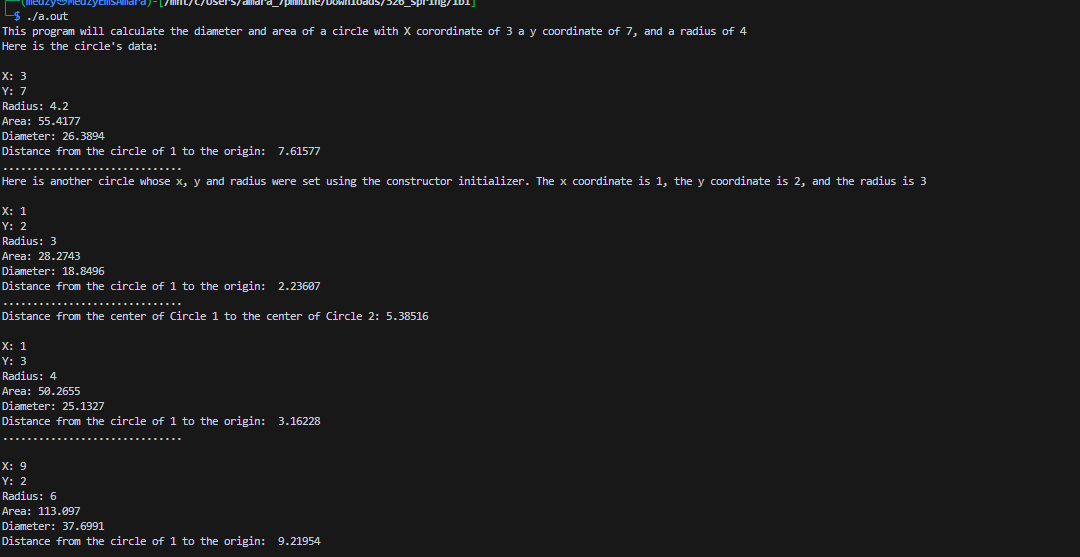 (medzy㉿MedzyEmsAmara)-[/mnt/c/Users/amara_7pmmine/Downloads/326_spring/lb1]
$ ./a.out
This program will calculate the diameter and area of a circle with X corordinate of 3 a y coordinate of 7, and a radius of 4
Here is the circle's data:
X: 3
Y: 7
Radius: 4.2
Area: 55.4177
Diameter: 26.3894
Distance from the circle of 1 to the origin:  7.61577
..............................
Here is another circle whose x, y and radius were set using the constructor initializer. The x coordinate is 1, the y coordinate is 2, and the radius is 3
X: 1
Y: 2
Radius: 3
Area: 28.2743
Diameter: 18.8496
Distance from the circle of 1 to the origin:  2.23607
..............................
Distance from the center of Circle 1 to the center of Circle 2: 5.38516
X: 1
Y: 3
Radius: 4
Area: 50.2655
Diameter: 25.1327
Distance from the circle of 1 to the origin:  3.16228
..............................
X: 9
Y: 2
Radius: 6
Area: 113.097
Diameter: 37.6991
Distance from the circle of 1 to the origin:  9.21954